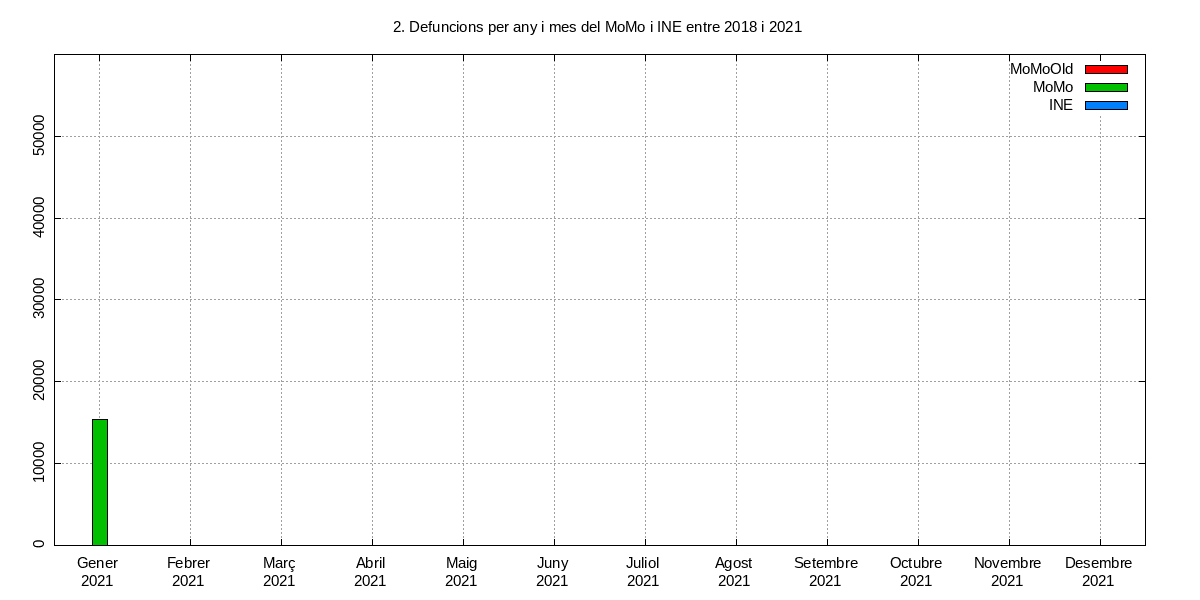 2. Defuncions per any i mes del MoMo i INE entre 2018 i 2021
MoMoOld
MoMo
INE
50000
40000
30000
20000
10000
0
Gener Febrer Març Abril Maig Juny Juliol Agost Setembre Octubre Novembre Desembre
2021 2021 2021 2021 2021 2021 2021 2021 2021 2021 2021 2021